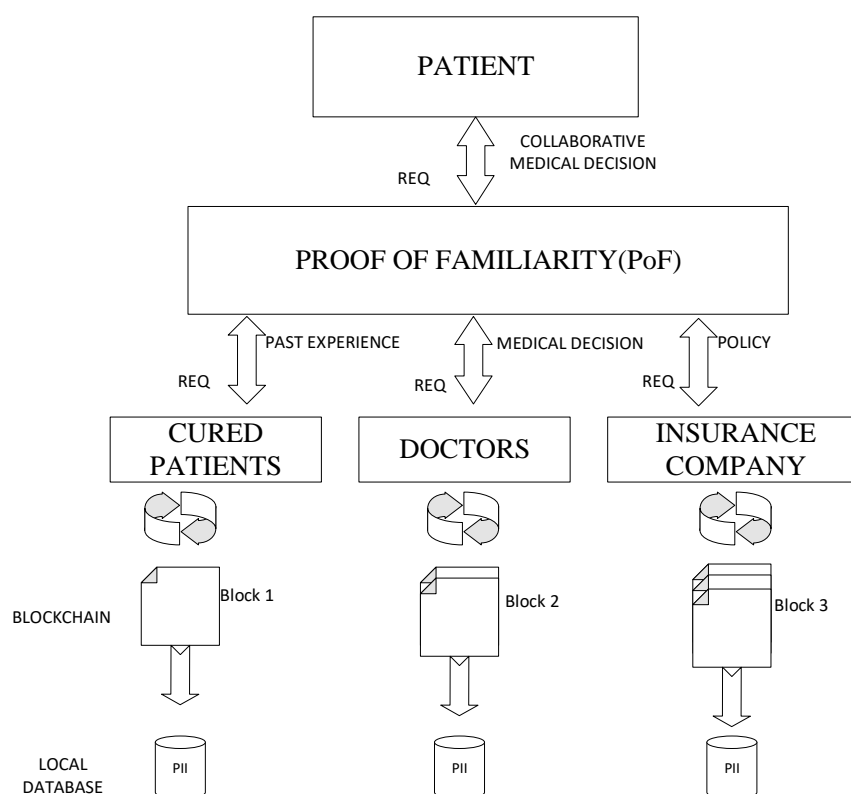 PATIENT
COLLABORATIVE
MEDICAL DECISION
REQ
PROOF OF FAMILIARITY(PoF)
PAST EXPERIENCE
MEDICAL DECISION
POLICY
REQ
REQ
REQ
CURED
PATIENTS
DOCTORS
INSURANCE
COMPANY
Block 1
Block 2
Block 3
BLOCKCHAIN
LOCAL
DATABASE
PII
PII
PII